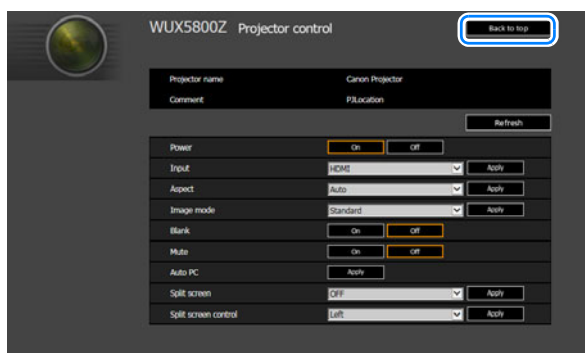 WUX5800Z Projector control
Back to top
Projector name Canon Projector
Comment PJLocation
Refresh
Power On Off
Input HDMI Apply
Aspect Auto Apply
Image mode Standard Apply
Blank On Off
Mute On Off
Auto PC Apply
Split screen OFF Apply
Split screen control Left Apply